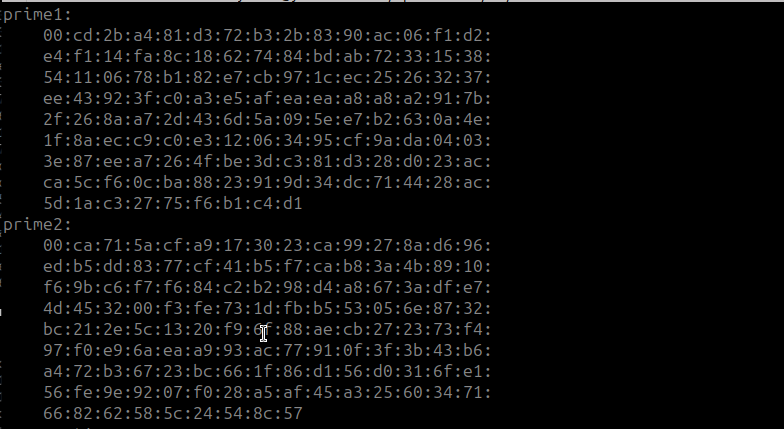 prime1:
00:cd:2b:a4:81:d3:72:b3:2b:83:90:ac:06:f1:d2:
e4:f1:14:fa:8c:18:62:74:84:bd:ab:72:33:15:38:
54:11:06:78:b1:82:e7:cb:97:1c:ec:25:26:32:37:
ee:43:92:3f:c0:a3:e5:af:ea:ea:a8:a8:a2:91:7b:
2f:26:8a:a7:2d:43:6d:5a:09:5e:e7:b2:63:0a:4e:
1f:8a:ec:c9:c0:e3:12:06:34:95:cf:9a:da:04:03:
3e:87:ee:a7:26:4f:be:3d:c3:81:d3:28:d0:23:ac:
ca:5c:f6:0c:ba:88:23:91:9d:34:dc:71:44:28:ac:
5d:1a:c3:27:75:f6:b1:c4:d1
prime2:
00:ca:71:5a:cf:a9:17:30:23:ca:99:27:8a:d6:96:
ed:b5:dd:83:77:cf:41:b5:f7:ca:b8:3a:4b:89:10:
f6:9b:c6:f7:f6:84:c2:b2:98:d4:a8:67:3a:df:e7:
4d:45:32:00:f3:fe:73:1d:fb:b5:53:05:6e:87:32:
bc:21:2e:5c:13:20:f9:6f:88:ae:cb:27:23:73:f4:
97:f0:e9:6a:ea:a9:93:ac:77:91:0f:3f:3b:43:b6:
a4:72:b3:67:23:bc:66:1f:86:d1:56:d0:31:6f:e1:
56:fe:9e:92:07:f0:28:a5:af:45:a3:25:60:34:71:
66:82:62:58:5c:24:54:8c:57